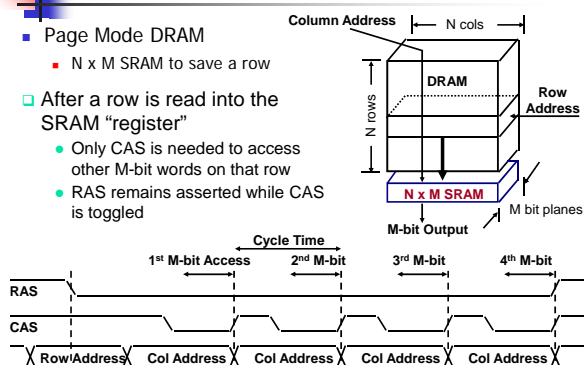 Page Mode DRAM
N x M SRAM to save a row
After a row is read into the
SRAM “register”
Only CAS is needed to access
other M-bit words on that row
RAS remains asserted while CAS
is toggled
Column Address
N cols
DRAM
N rows
Row
Address
N x M SRAM
M bit planes
M-bit Output
Cycle Time
1st M-bit Access
2nd M-bit
3rd M-bit
4th M-bit
RAS
CAS
Row Address
Col Address
Col Address
Col Address
Col Address